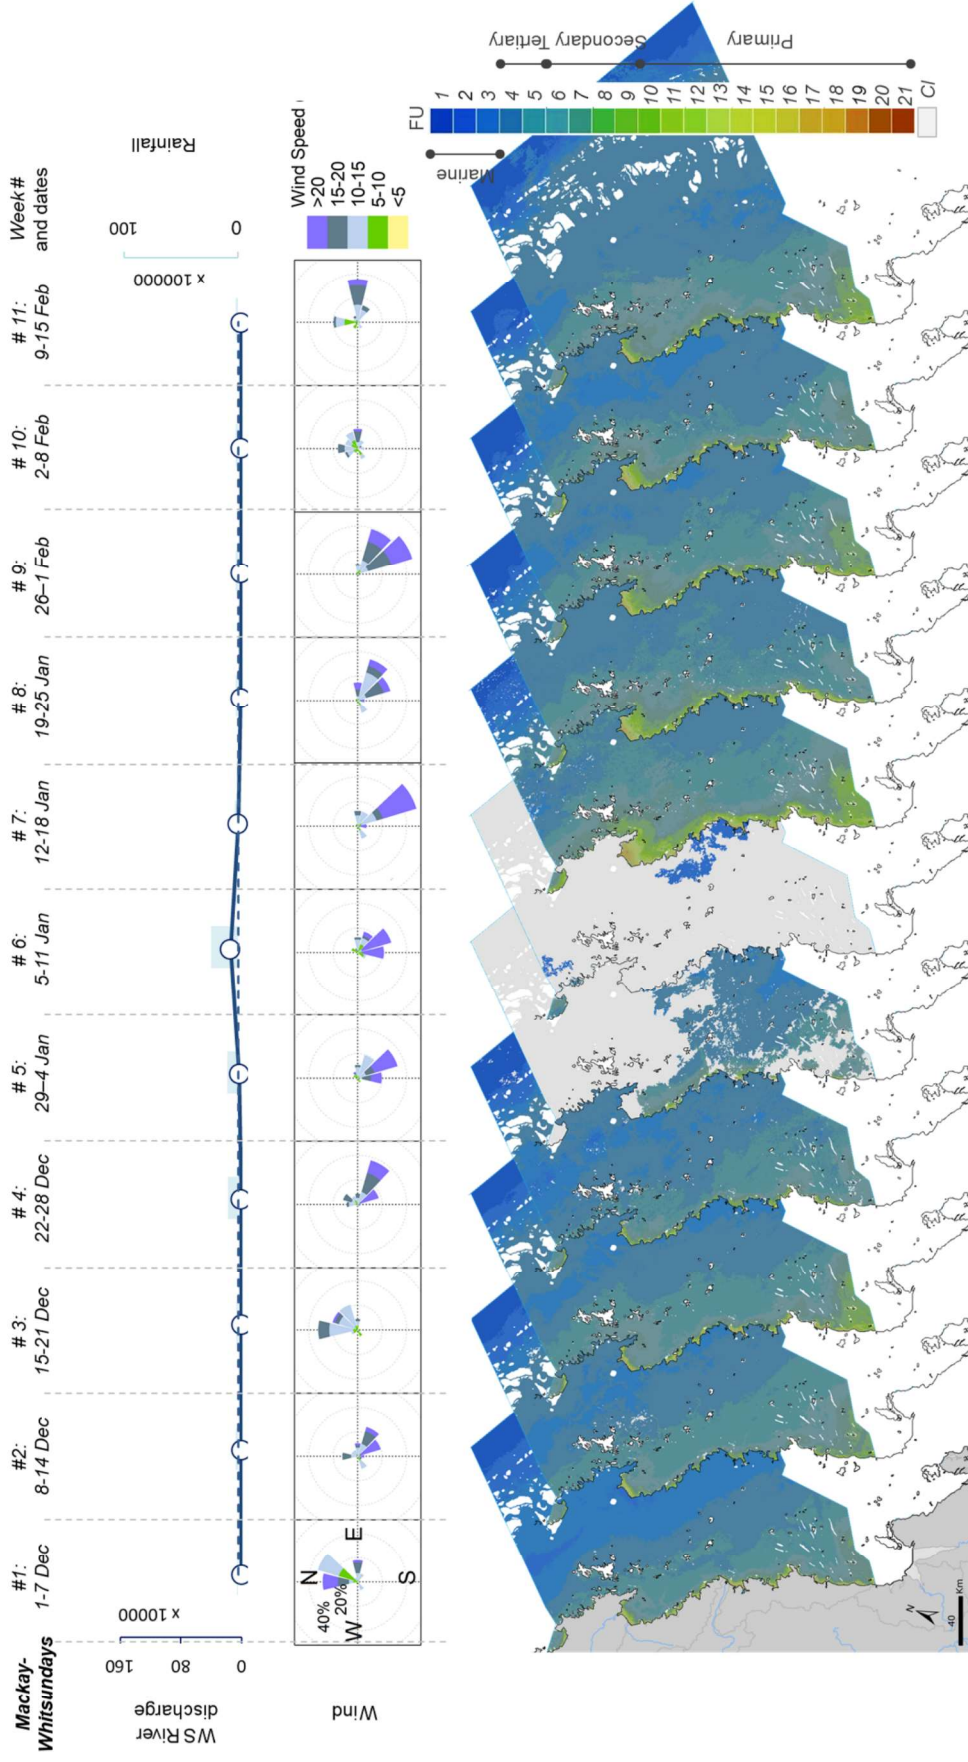 Mackay-
Whitsundays
#1:
1-7 Dec
#2:
8-14 Dec
# 3:
15-21 Dec
# 4:
22-28 Dec
# 5:
29–4 Jan
# 6:
5-11 Jan
# 7:
12-18 Jan
# 8:
19-25 Jan
# 9:
26–1 Feb
# 10:
2-8 Feb
# 11:
9-15 Feb
Week #
and dates
WS River
discharge
160
80
0
x 10000
x 100000
100
0
Rainfall
Wind
N
40%
20%
W
E
S
Wind Speed
>20
15-20
10-15
5-10
<5
FU
1
2
3
4
5
6
7
8
9
10
11
12
13
14
15
16
17
18
19
20
21
Cl
Marine
Tertiary
Secondary
Primary
N
40
Km